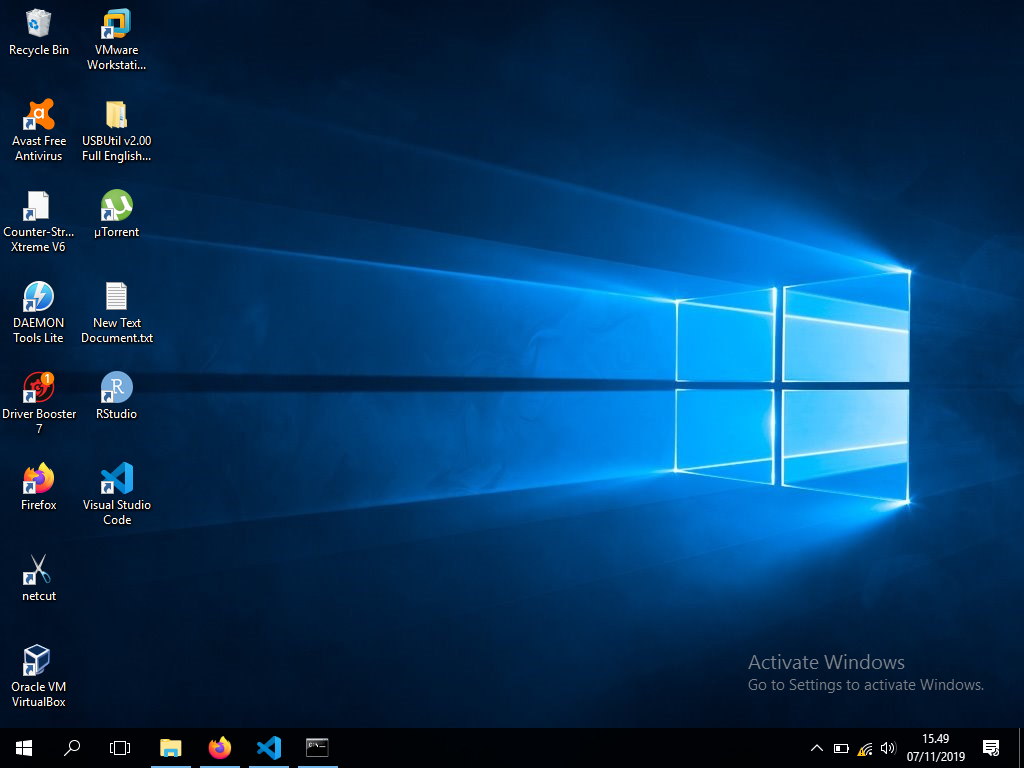 Recycle Bin
VMware
Workstati...
Avast Free
Antivirus
USBUtil v2.00
Full English...
Counter-Str...
Xtreme V6
µTorrent
DAEMON
Tools Lite
New Text
Document.txt
1
Driver Booster
7
R
RStudio
Firefox
Visual Studio
Code
netcut
Oracle VM
VirtualBox
Activate Windows
Go to Settings to activate Windows.
15.49
07/11/2019